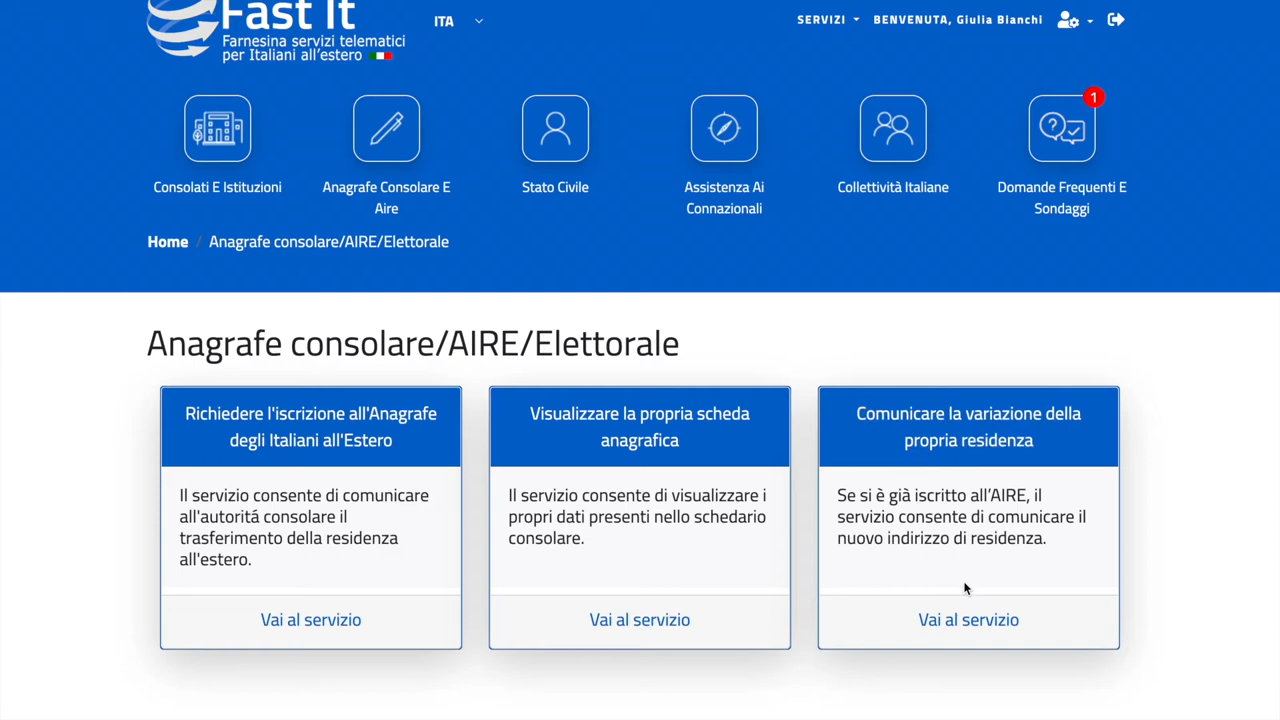 Fast It
Farnesina servizi telematici
per Italiani all'estero
ITA
SERVIZI
BENVENUTA, Giulia Bianchi
1
Consolati E Istituzioni
Anagrafe Consolare E
Aire
Stato Civile
Assistenza Ai
Connazionali
Collettività Italiane
Domande Frequenti E
Sondaggi
Home / Anagrafe consolare/AIRE/Elettorale
Anagrafe consolare/AIRE/Elettorale
Richiedere l'iscrizione all'Anagrafe
degli Italiani all'Estero
Il servizio consente di comunicare
all'autoritá consolare il
trasferimento della residenza
all'estero.
Vai al servizio
Visualizzare la propria scheda
anagrafica
Il servizio consente di visualizzare i
propri dati presenti nello schedario
consolare.
Vai al servizio
Comunicare la variazione della
propria residenza
Se si è già iscritto all’AIRE, il
servizio consente di comunicare il
nuovo indirizzo di residenza.
Vai al servizio